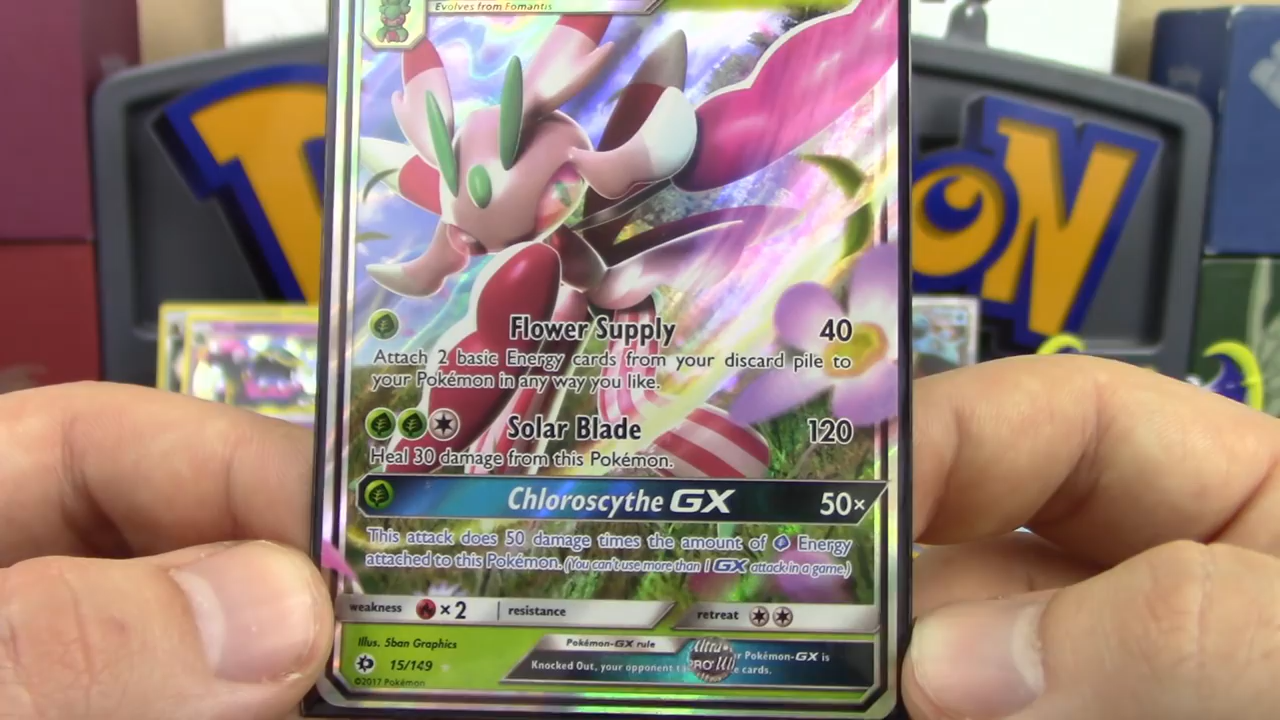 Evolves from Fomantis
Flower Supply 40
Attach 2 basic Energy cards from your discard pile to
your Pokémon in any way you like.
Solar Blade 120
Heal 30 damage from this Pokémon.
Chloroscythe GX 50×
This attack does 50 damage times the amount of Energy
attached to this Pokémon. (You can't use more than 1 GX attack in a game.)
weakness ×2 resistance retreat
Illus. 5ban Graphics
Pokémon-GX rule
15/149
Knocked Out, your opponent Pokémon-GX is
cards.
©2017 Pokémon
Ultra
PRO